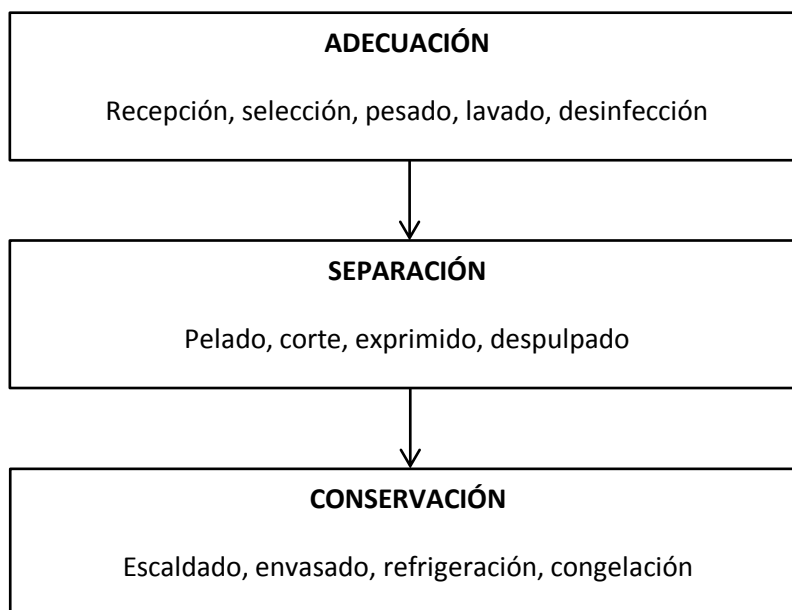 ADECUACIÓN
Recepción, selección, pesado, lavado, desinfección
SEPARACIÓN
Pelado, corte, exprimido, despulpado
CONSERVACIÓN
Escaldado, envasado, refrigeración, congelación